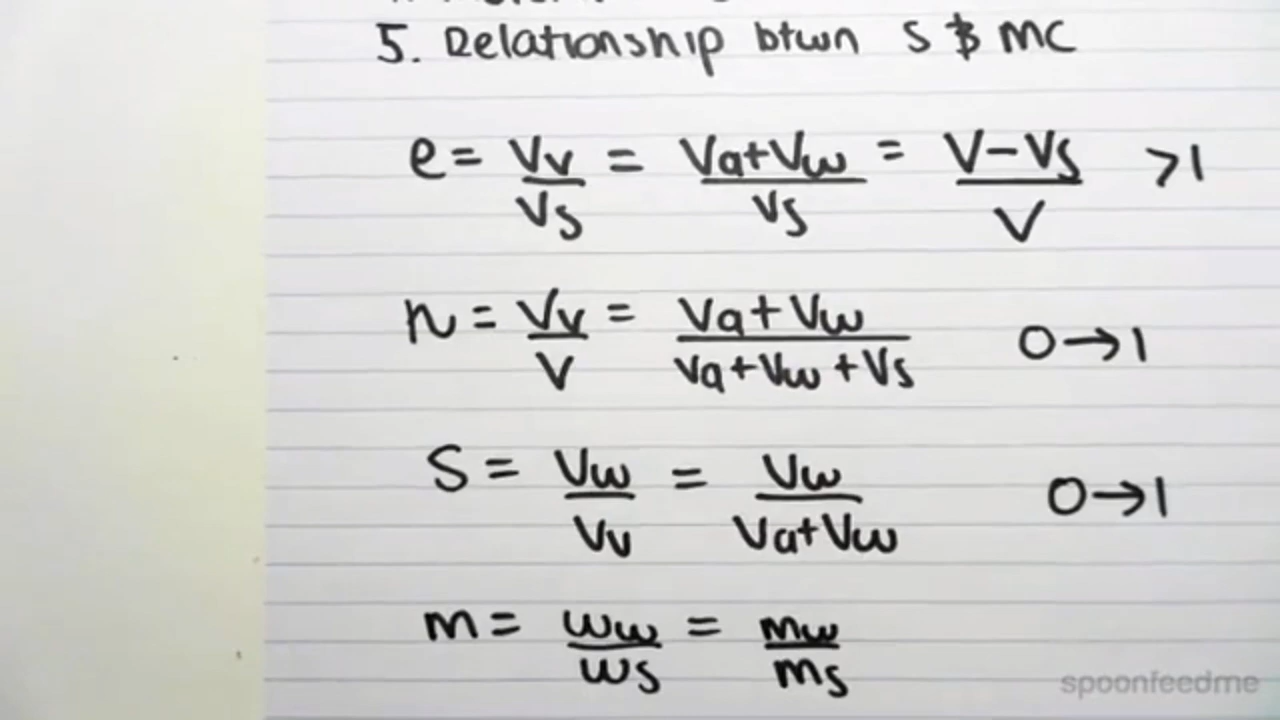 5. Relationship btwn S & MC
e = Vv/Vs = Va+Vw/Vs = V-Vs/V >1
n = Vv/V = Va+Vw/Va+Vw+Vs 0→1
S = Vw/Vv = Vw/Va+Vw 0→1
m = Ww/Ws = Mw/Ms
spoonfeedme